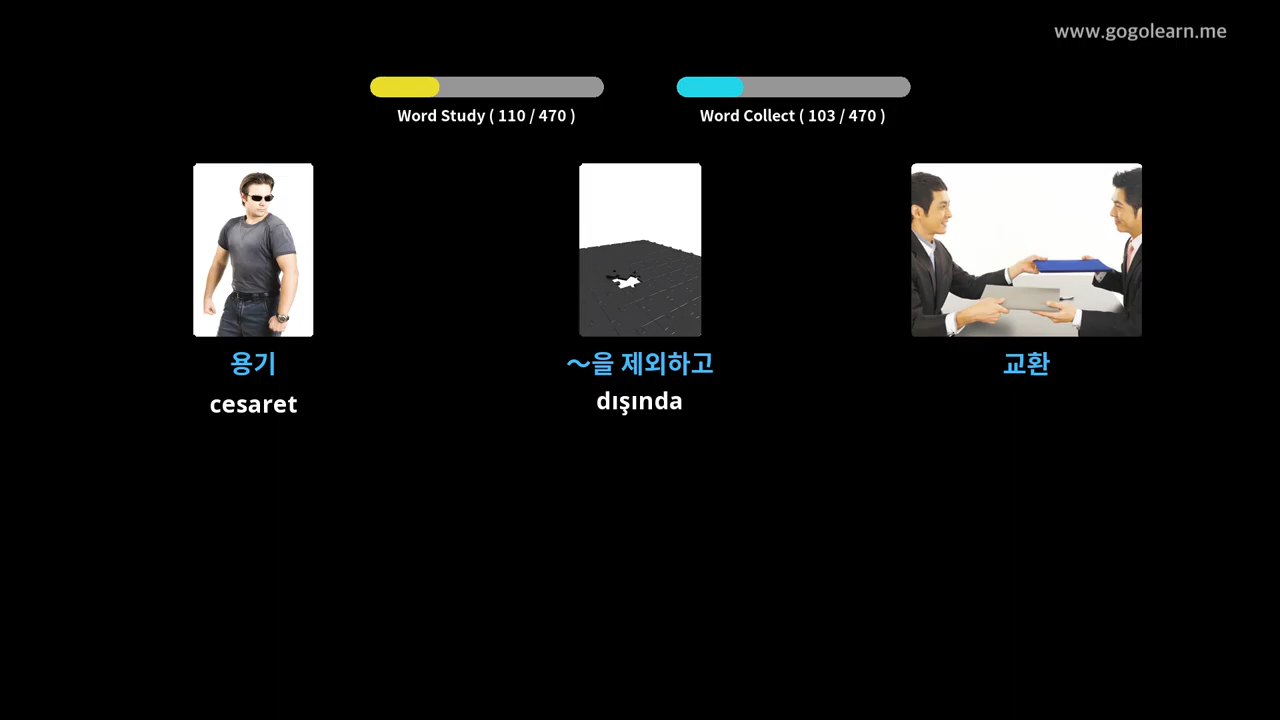 www.gogolearn.me
Word Study ( 110 / 470 )
Word Collect ( 103 / 470 )
용기
cesaret
～을 제외하고
dışında
교환